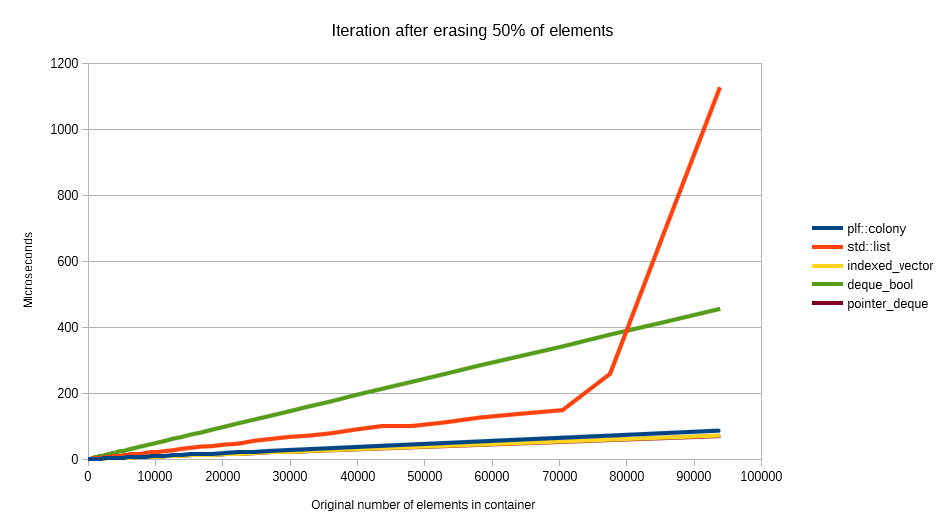 Iteration after erasing 50% of elements
1200
1000
800
600
400
200
0
Microseconds
0 10000 20000 30000 40000 50000 60000 70000 80000 90000 100000
Original number of elements in container
plf::colony
std::list
indexed_vector
deque_bool
pointer_deque